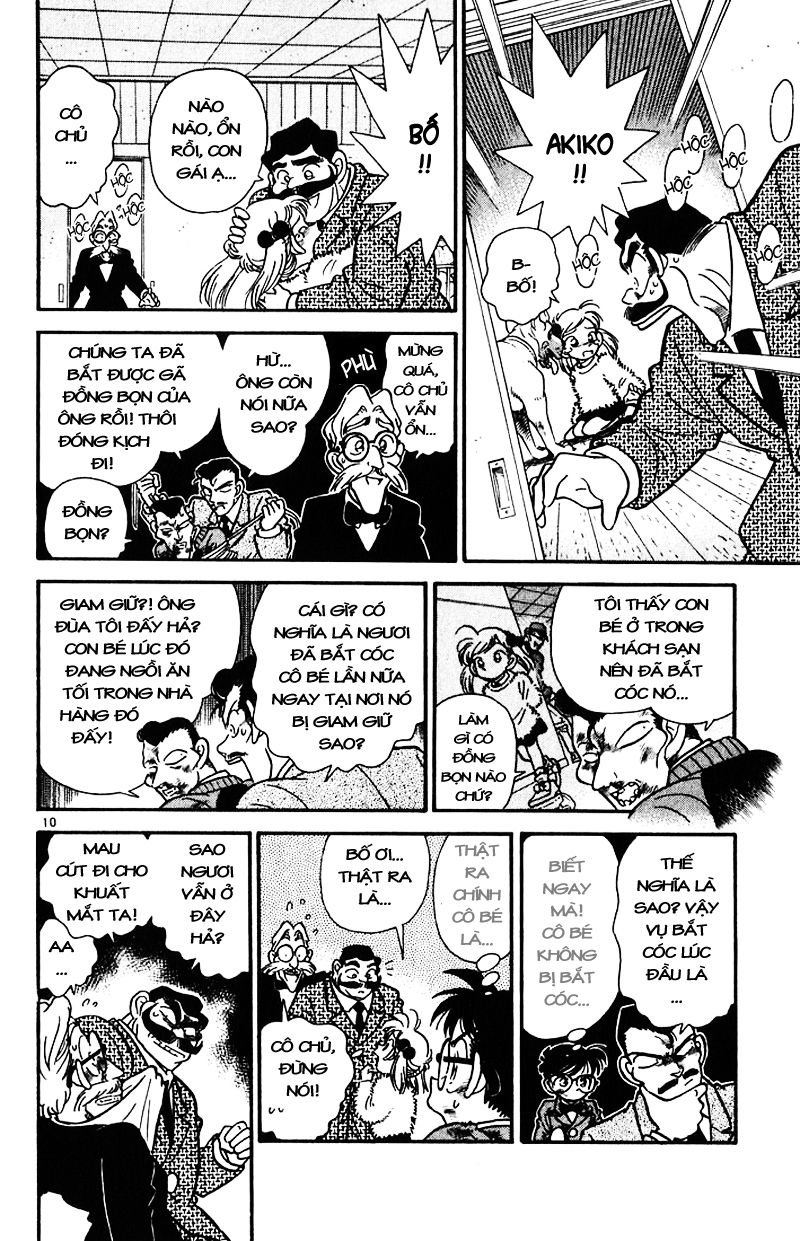 AKIKO
!!
HỘC
HỘC
HỘC
HỘC
HỘC
B-
BỐ!
BỐ
!!
NÀO
NÀO, ỔN
RỒI, CON
GÁI Ạ...
CÔ
CHỦ
...
HỘC
HỘC
HỘC
MỪNG
QUÁ,
CÔ CHỦ
VẪN
ỔN...
PHÙ
HỪ...
ÔNG CÒN
NÓI NỮA
SAO?
CHÚNG TA ĐÃ
BẮT ĐƯỢC GÃ
ĐỒNG BỌN CỦA
ÔNG RỒI! THÔI
ĐÓNG KỊCH
ĐI!
ĐỒNG
BỌN?
TÔI THẤY CON
BÉ Ở TRONG
KHÁCH SẠN
NÊN ĐÃ BẮT
CÓC NÓ...
LÀM
GÌ CÓ
ĐỒNG
BỌN NÀO
CHỨ?
CÁI GÌ? CÓ
NGHĨA LÀ NGƯƠI
ĐÃ BẮT CÓC
CÔ BÉ LẦN NỮA
NGAY TẠI NƠI NÓ
BỊ GIAM GIỮ
SAO?
GIAM GIỮ?! ÔNG
ĐÙA TÔI ĐẤY HẢ?
CON BÉ LÚC ĐÓ
ĐANG NGỒI ĂN
TỐI TRONG NHÀ
HÀNG ĐÓ
ĐẤY!
10
THẾ
NGHĨA LÀ
SAO? VẬY
VỤ BẮT
CÓC LÚC
ĐẦU LÀ
...
BIẾT
NGAY
MÀ!
CÔ BÉ
KHÔNG
BỊ BẮT
CÓC...
THẬT
RA
CHÍNH
CÔ BÉ
LÀ...
BỐ ƠI...
THẬT RA
LÀ...
CÔ CHỦ,
ĐỪNG
NÓI!
SAO
NGƯƠI
VẪN Ở
ĐÂY
HẢ?
MAU
CÚT ĐI CHO
KHUẤT
MẮT TA!
AA
...